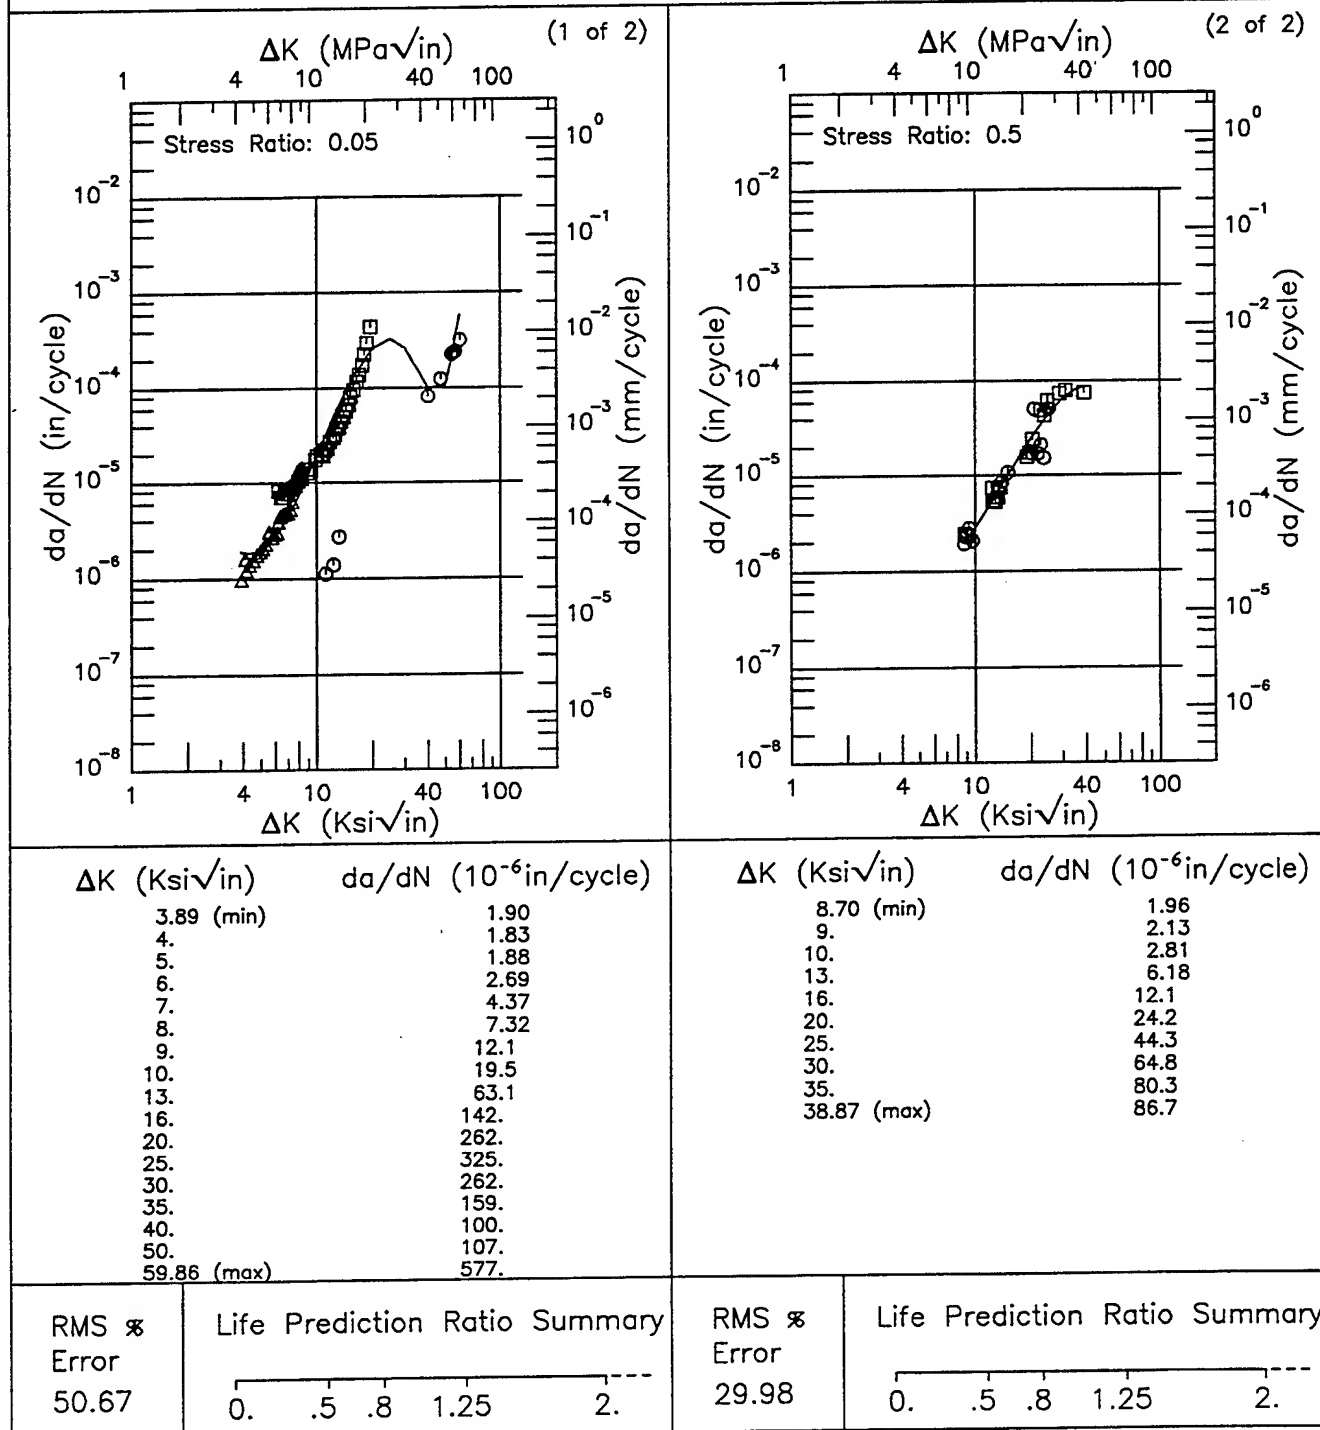 (1 of 2)
ΔK (MPa√in)
1 4 10 40 100
Stress Ratio: 0.05
10⁻²
10⁻³
10⁻⁴
10⁻⁵
10⁻⁶
10⁻⁷
10⁻⁸
da/dN (in/cycle)
10⁰
10⁻¹
10⁻²
10⁻³
10⁻⁴
10⁻⁵
10⁻⁶
da/dN (mm/cycle)
1 4 10 40 100
ΔK (Ksi√in)
(2 of 2)
ΔK (MPa√in)
1 4 10 40 100
Stress Ratio: 0.5
10⁻²
10⁻³
10⁻⁴
10⁻⁵
10⁻⁶
10⁻⁷
10⁻⁸
da/dN (in/cycle)
10⁰
10⁻¹
10⁻²
10⁻³
10⁻⁴
10⁻⁵
10⁻⁶
da/dN (mm/cycle)
1 4 10 40 100
ΔK (Ksi√in)
ΔK (Ksi√in) da/dN (10⁻⁶in/cycle)
3.89 (min) 1.90
4. 1.83
5. 1.88
6. 2.69
7. 4.37
8. 7.32
9. 12.1
10. 19.5
13. 63.1
16. 142.
20. 262.
25. 325.
30. 262.
35. 159.
40. 100.
50. 107.
59.86 (max) 577.
ΔK (Ksi√in) da/dN (10⁻⁶in/cycle)
8.70 (min) 1.96
9. 2.13
10. 2.81
13. 6.18
16. 12.1
20. 24.2
25. 44.3
30. 64.8
35. 80.3
38.87 (max) 86.7
RMS %
Error
50.67
Life Prediction Ratio Summary
0. .5 .8 1.25 2.
RMS %
Error
29.98
Life Prediction Ratio Summary
0. .5 .8 1.25 2.